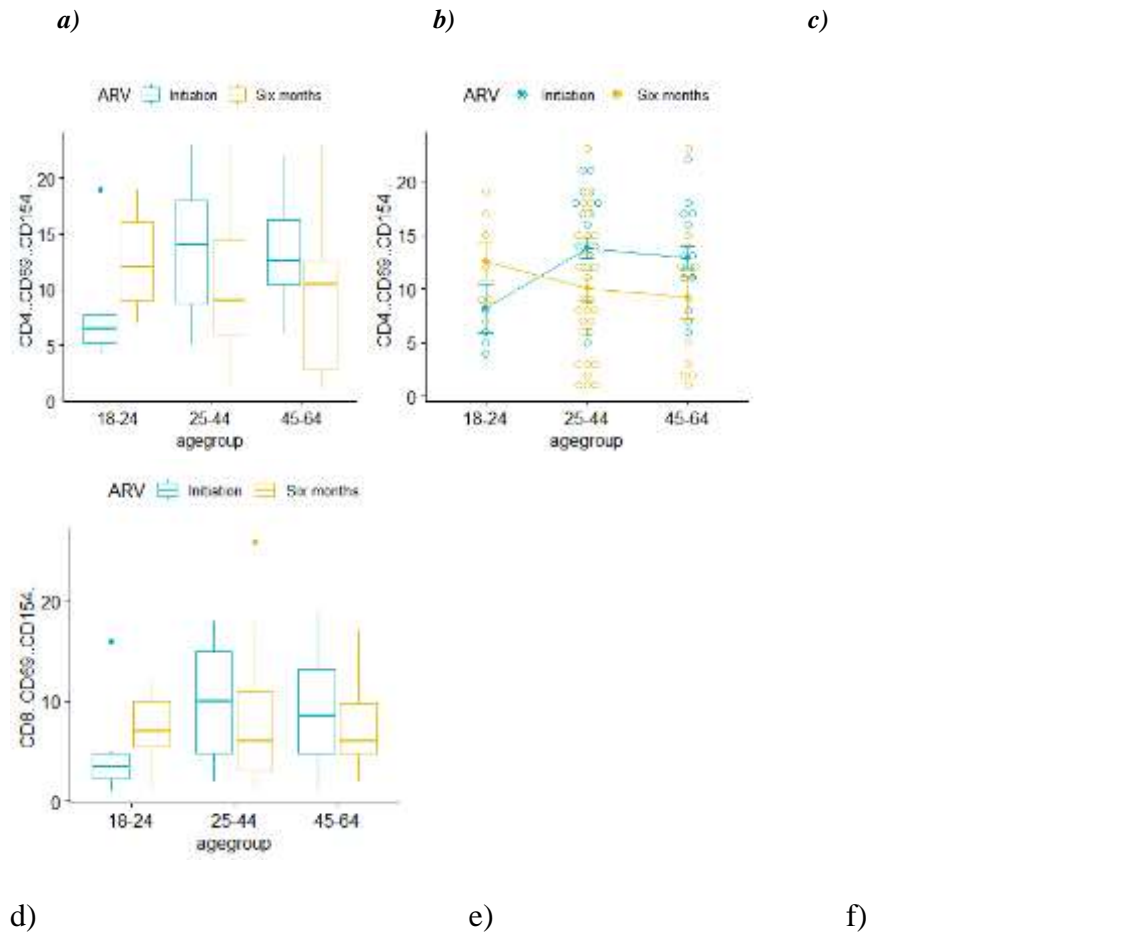 a) b) c)
ARV Initiation Six months
CD4..CD69..CD154.
20
15
10
5
0
18-24 25-44 45-64
agegroup
ARV Initiation Six months
CD4..CD69..CD154.
20
15
10
5
0
18-24 25-44 45-64
agegroup
ARV Initiation Six months
CD8..CD69..CD154.
20
10
0
18-24 25-44 45-64
agegroup
d) e) f)